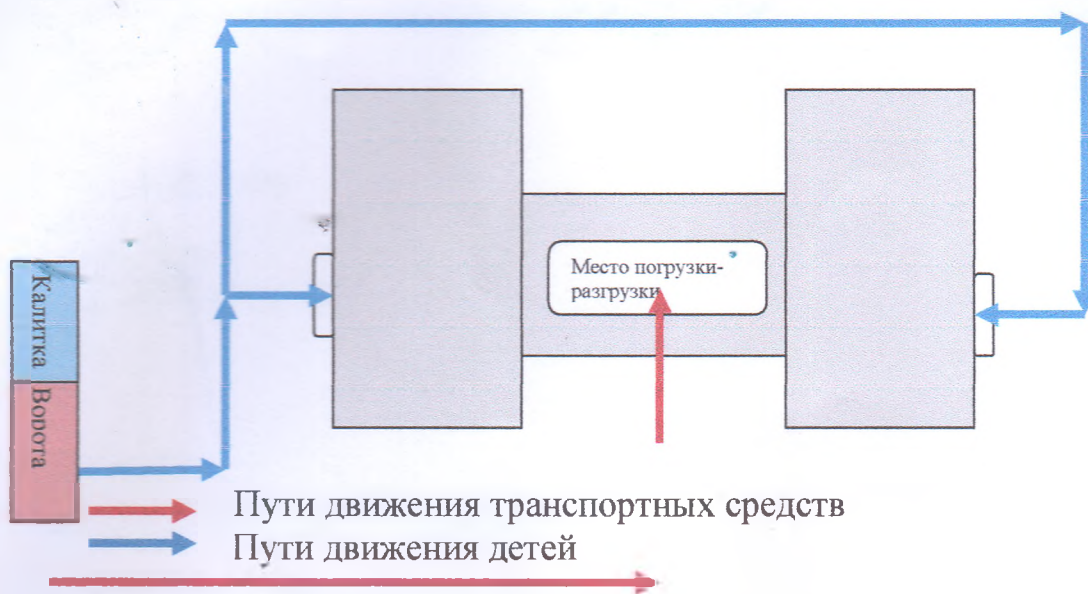 Место погрузки-
разгрузки
Калитка
Ворота
Пути движения транспортных средств
Пути движения детей